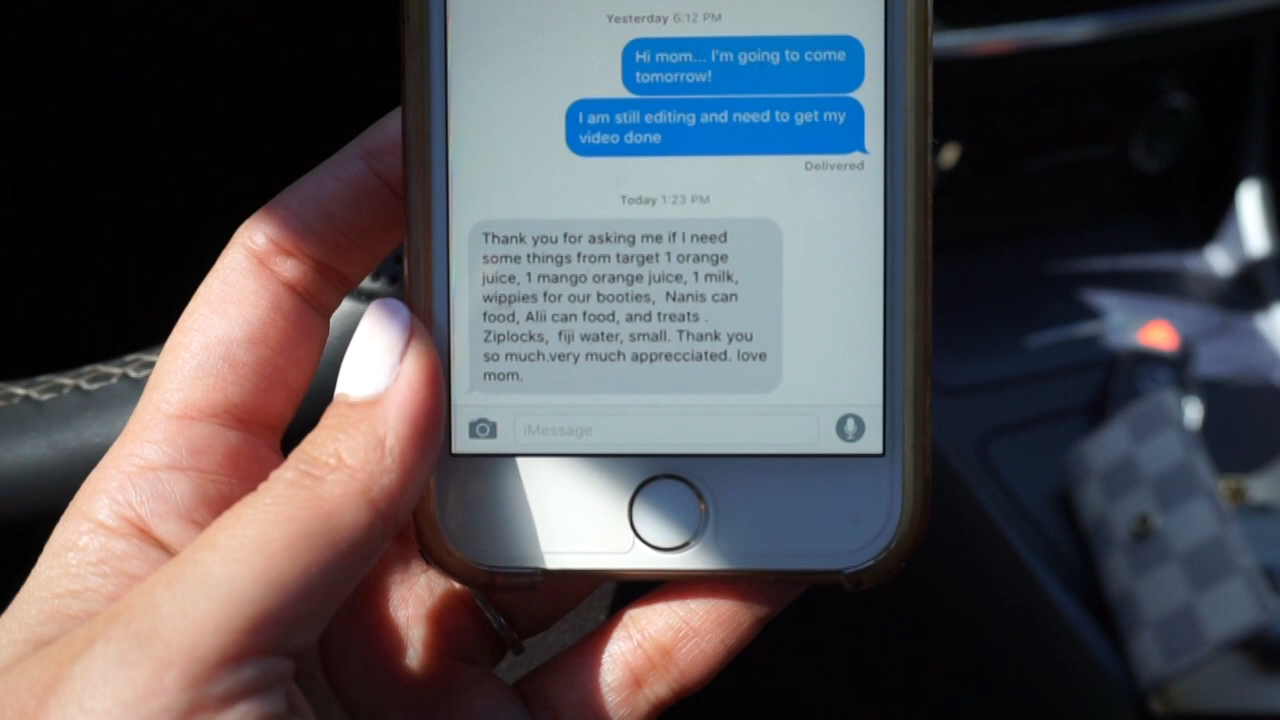 Yesterday 6:12 PM
Hi mom... I'm going to come
tomorrow!
I am still editing and need to get my
video done
Delivered
Today 1:23 PM
Thank you for asking me if I need
some things from target 1 orange
juice, 1 mango orange juice, 1 milk,
wippies for our booties,  Nanis can
food, Alii can food, and treats .
Ziplocks,  fiji water, small. Thank you
so much.very much apprecciated. love
mom.
iMessage